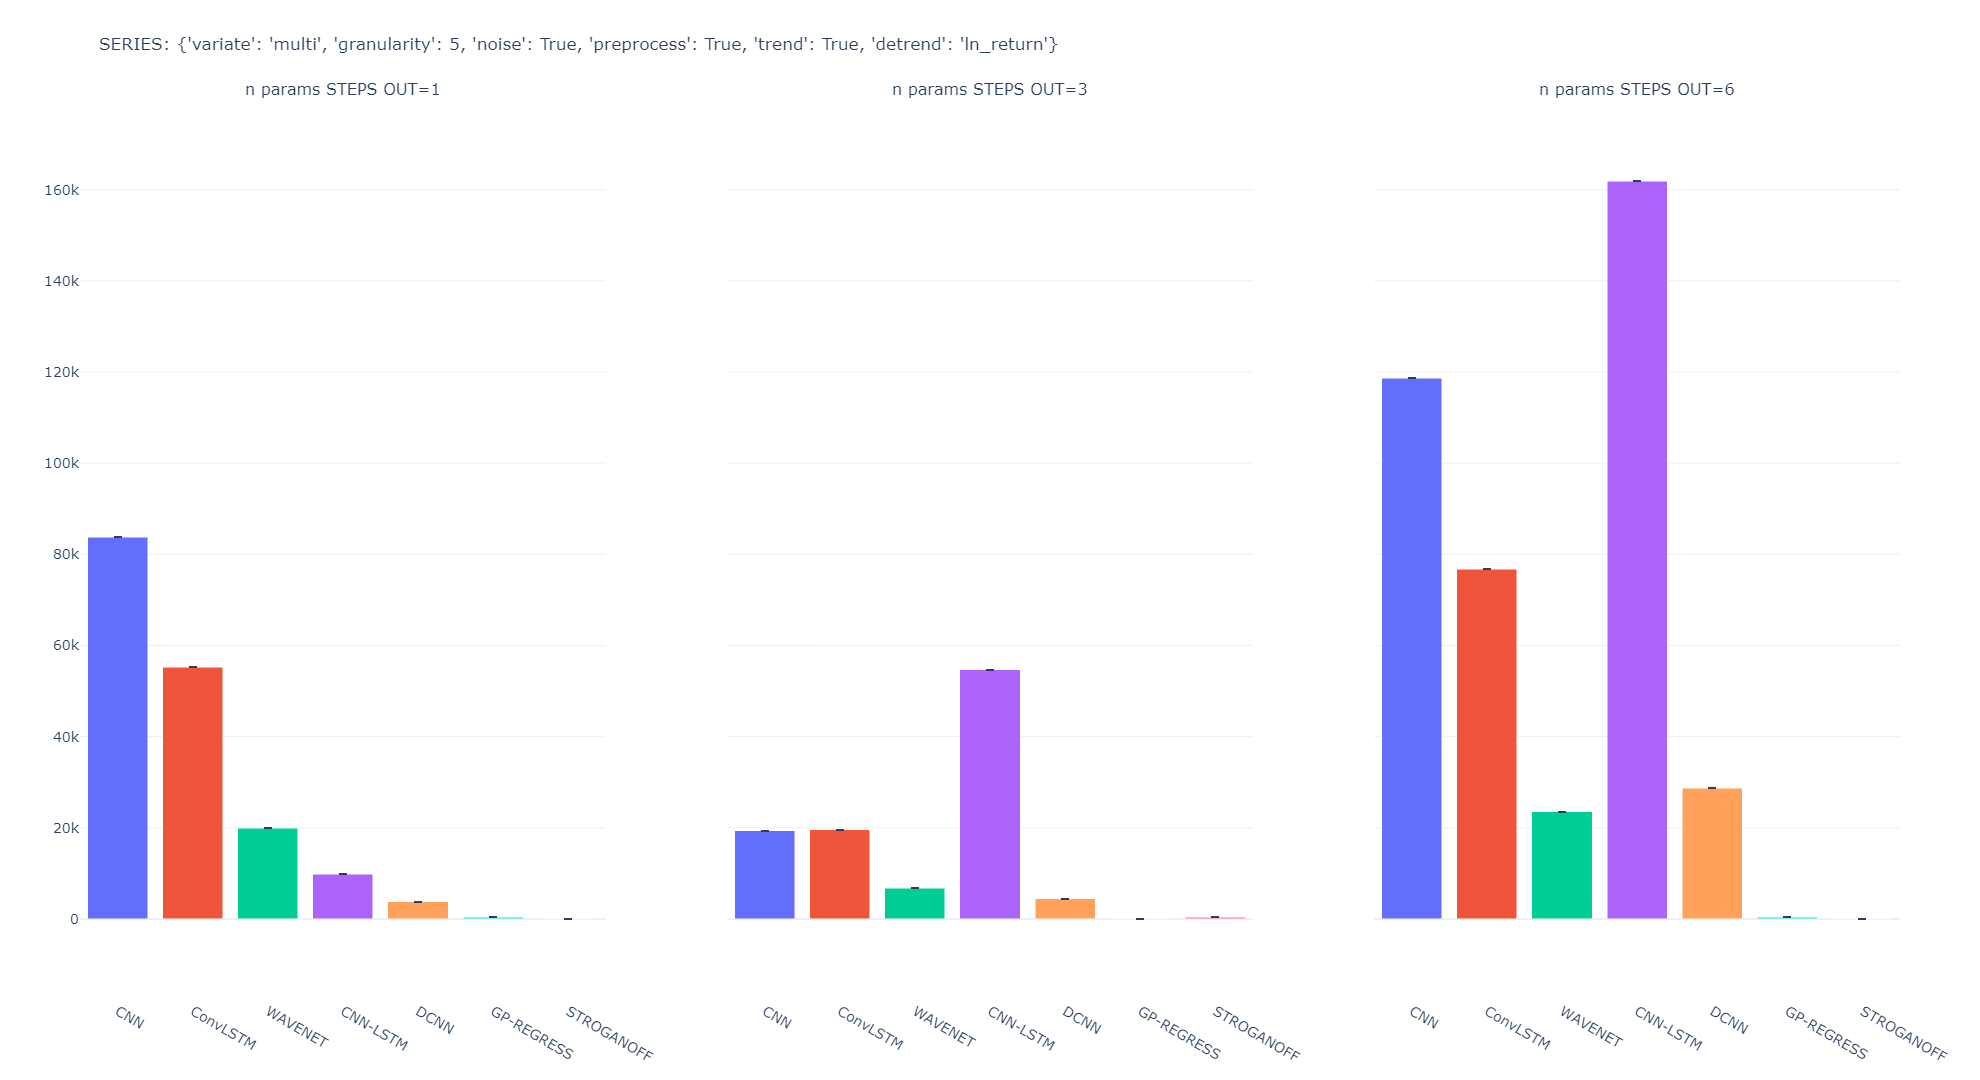 SERIES: {'variate': 'multi', 'granularity': 5, 'noise': True, 'preprocess': True, 'trend': True, 'detrend': 'ln_return'}
n params STEPS OUT=1
n params STEPS OUT=3
n params STEPS OUT=6
160k
140k
120k
100k
80k
60k
40k
20k
0
CNN
ConvLSTM
WAVENET
CNN-LSTM
DCNN
GP-REGRESS
STROGANOFF
CNN
ConvLSTM
WAVENET
CNN-LSTM
DCNN
GP-REGRESS
STROGANOFF
CNN
ConvLSTM
WAVENET
CNN-LSTM
DCNN
GP-REGRESS
STROGANOFF